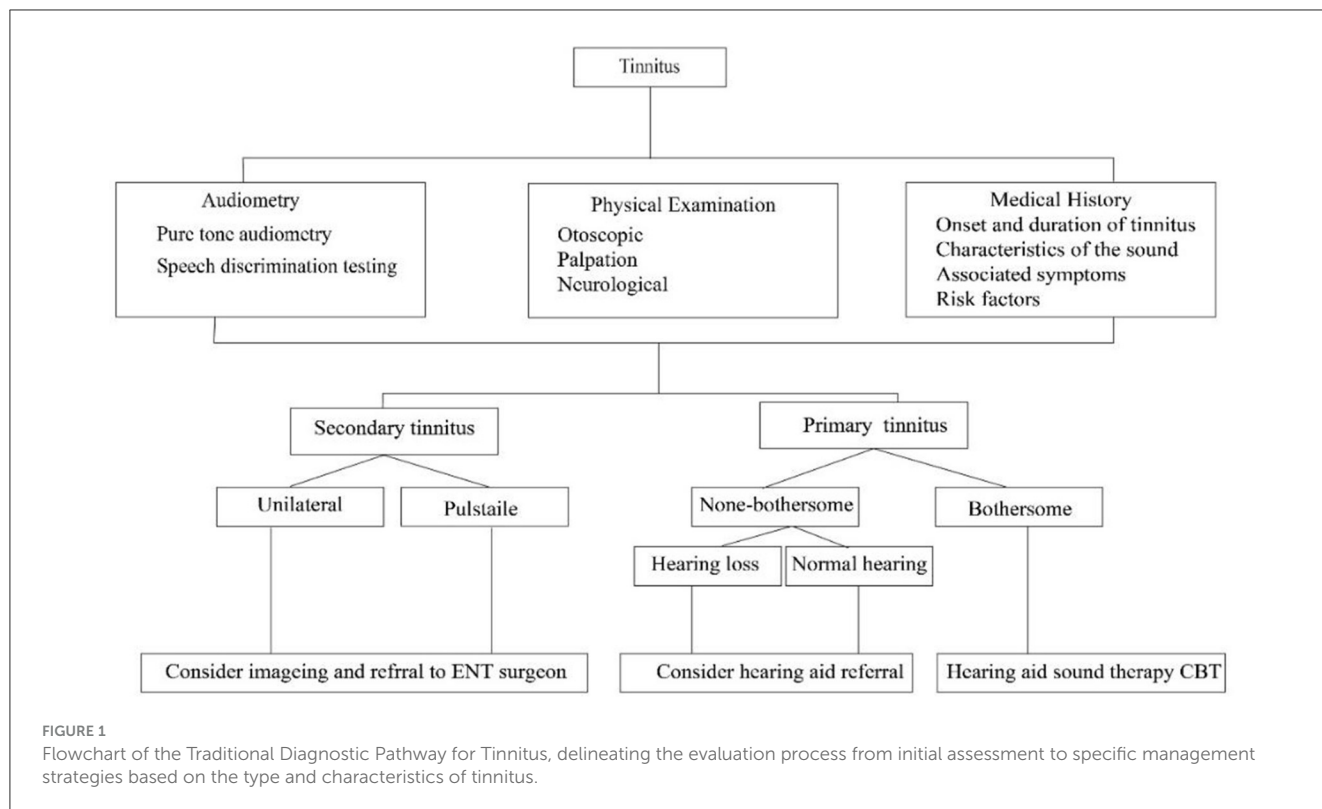 Tinnitus
Audiometry
Pure tone audiometry
Speech discrimination testing
Physical Examination
Otoscopic
Palpation
Neurological
Medical History
Onset and duration of tinnitus
Characteristics of the sound
Associated symptoms
Risk factors
Secondary tinnitus
Primary tinnitus
Unilateral
Pulstaile
None-bothersome
Bothersome
Hearing loss
Normal hearing
Consider imageing and refrral to ENT surgeon
Consider hearing aid referral
Hearing aid sound therapy CBT
FIGURE 1
Flowchart of the Traditional Diagnostic Pathway for Tinnitus, delineating the evaluation process from initial assessment to specific management
strategies based on the type and characteristics of tinnitus.